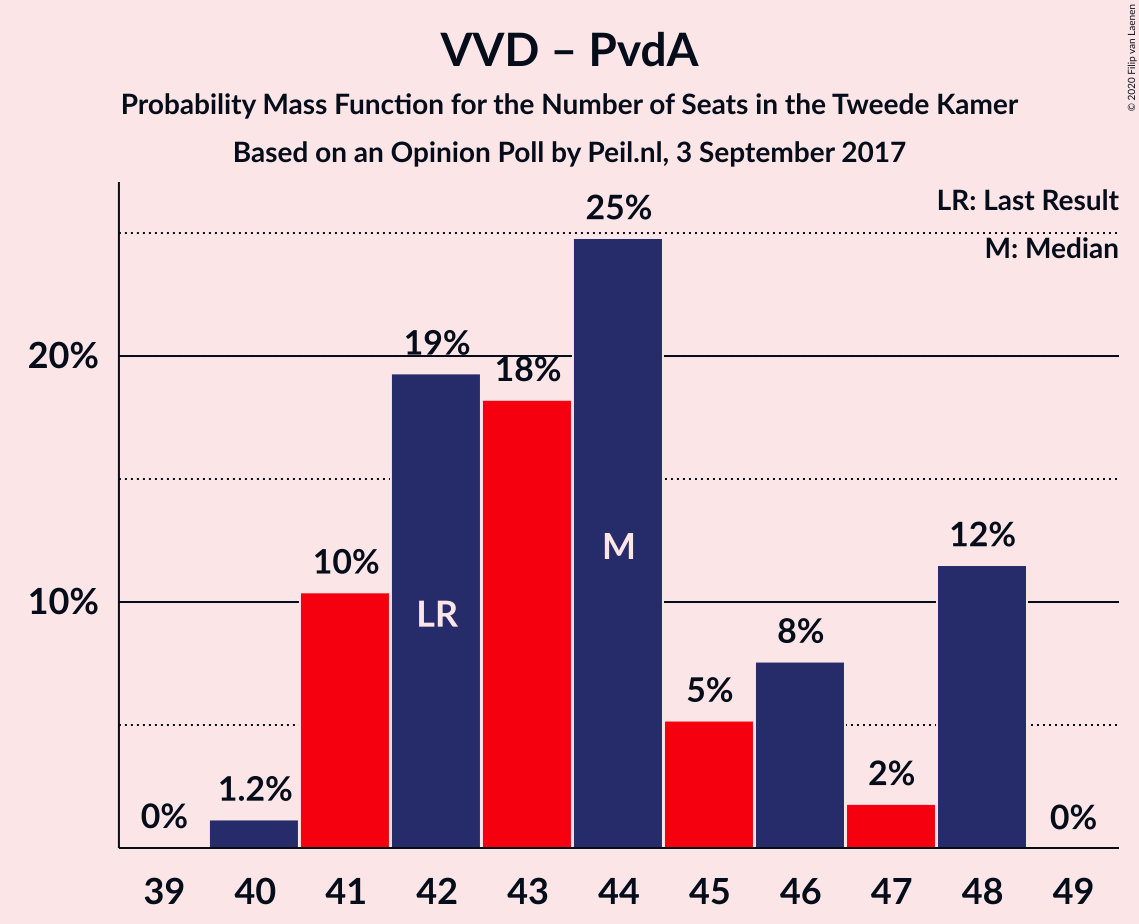 VVD – PvdA
Probability Mass Function for the Number of Seats in the Tweede Kamer
Based on an Opinion Poll by Peil.nl, 3 September 2017
© 2020 Filip van Laenen
LR: Last Result
M: Median
20%
10%
0%
1.2%
10%
19%
18%
25%
5%
8%
2%
12%
0%
LR
M
39 40 41 42 43 44 45 46 47 48 49